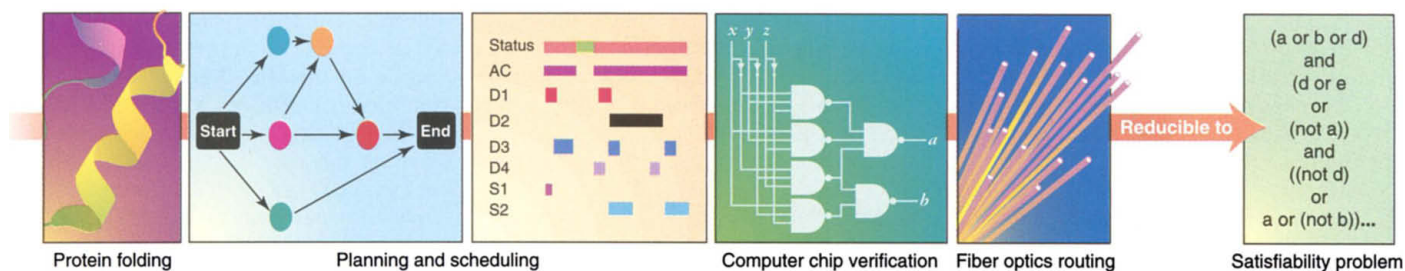 Start
End
Status
AC
D1
D2
D3
D4
S1
S2
x y z
a
b
Reducible to
(a or b or d)
and
(d or e
or
(not a))
and
((not d)
or
a or (not b))...
Protein folding
Planning and scheduling
Computer chip verification
Fiber optics routing
Satisfiability problem